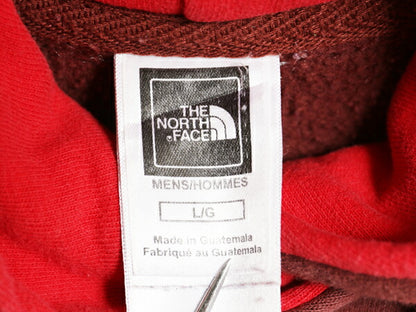 THE
NORTH
FACE
MENS/HOMMES
L/G
Made in Guatemala
Fabriqué au Guatemala